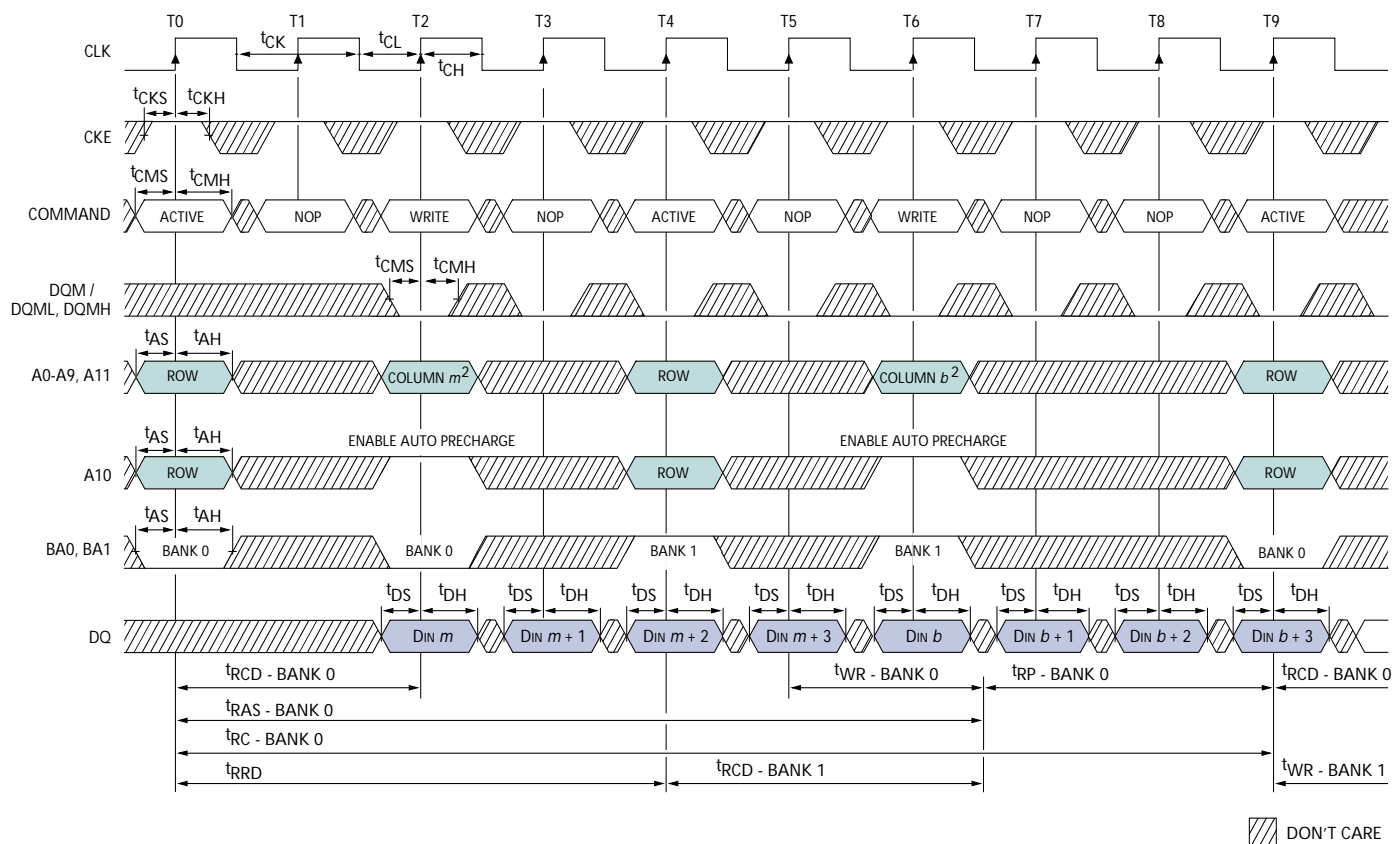 T0 T1 T2 T3 T4 T5 T6 T7 T8 T9
CLK
tCK tCL
tCH
tCKS tCKH
CKE
tCMS tCMH
COMMAND ACTIVE NOP WRITE NOP ACTIVE NOP WRITE NOP NOP ACTIVE
tCMS tCMH
DQM /
DQML, DQMH
tAS tAH
A0-A9, A11 ROW COLUMN m2 ROW COLUMN b2 ROW
tAS tAH ENABLE AUTO PRECHARGE ENABLE AUTO PRECHARGE
A10 ROW ROW ROW
tAS tAH
BA0, BA1 BANK 0 BANK 0 BANK 1 BANK 1 BANK 0
tDS tDH tDS tDH tDS tDH tDS tDH tDS tDH tDS tDH tDS tDH tDS tDH
DQ DIN m DIN m + 1 DIN m + 2 DIN m + 3 DIN b DIN b + 1 DIN b + 2 DIN b + 3
tRCD - BANK 0 tWR - BANK 0 tRP - BANK 0 tRCD - BANK 0
tRAS - BANK 0
tRC - BANK 0
tRRD tRCD - BANK 1 tWR - BANK 1
DON'T CARE